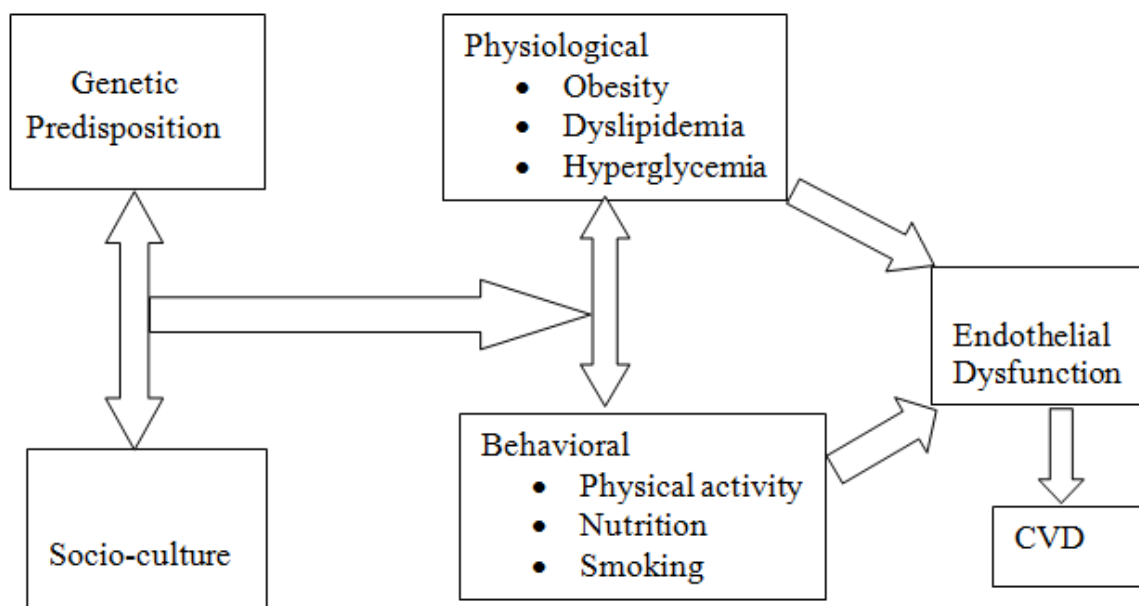 Genetic
Predisposition
Physiological
• Obesity
• Dyslipidemia
• Hyperglycemia
Endothelial
Dysfunction
Socio-culture
Behavioral
• Physical activity
• Nutrition
• Smoking
CVD